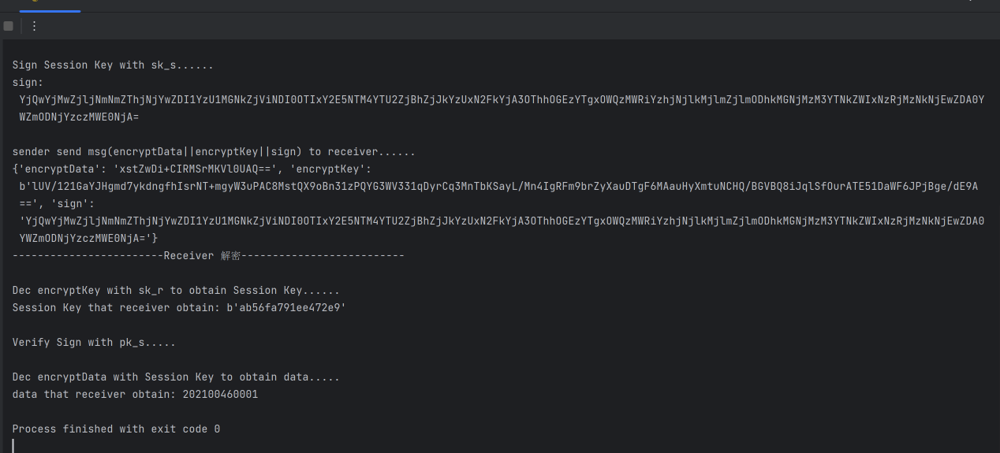 Sign Session Key with sk_s......
sign:
YjQwYjMwZjljNmNmZThjNjYwZDI1YzU1MGNkZjViNDI0OTIxY2E5NTM4YTU2ZjBhZjJkYzUxN2FkYjA3OThhOGEzYTgxOWQzMWRiYzhjNjlkMjlmZjlmODhkMGNjMzM3YTNkZWIxNzRjMzNkNjEwZDA0Y
WZmODNjYzczMWE0NjA=
sender send msg(encryptData||encryptKey||sign) to receiver......
{'encryptData': 'xstZwDi+CIRMSrMKVl0UAQ==', 'encryptKey':
b'lUV/121GaYJHgmd7ykdngfhIsrNT+mgyW3uPAC8MstQX9oBn31zPQYG3WV331qDyrCq3MnTbKSayL/Mn4IgRFm9brZyXauDTgF6MAauHyXmtuNCHQ/BGVBQ8iJqlSfOurATE51DaWF6JPjBge/dE9A
==', 'sign':
'YjQwYjMwZjljNmNmZThjNjYwZDI1YzU1MGNkZjViNDI0OTIxY2E5NTM4YTU2ZjBhZjJkYzUxN2FkYjA3OThhOGEzYTgxOWQzMWRiYzhjNjlkMjlmZjlmODhkMGNjMzM3YTNkZWIxNzRjMzNkNjEwZDA0
YWZmODNjYzczMWE0NjA='}
------------------------Receiver 解密--------------------------
Dec encryptKey with sk_r to obtain Session Key......
Session Key that receiver obtain: b'ab56fa791ee472e9'
Verify Sign with pk_s.....
Dec encryptData with Session Key to obtain data.....
data that receiver obtain: 202100460001
Process finished with exit code 0